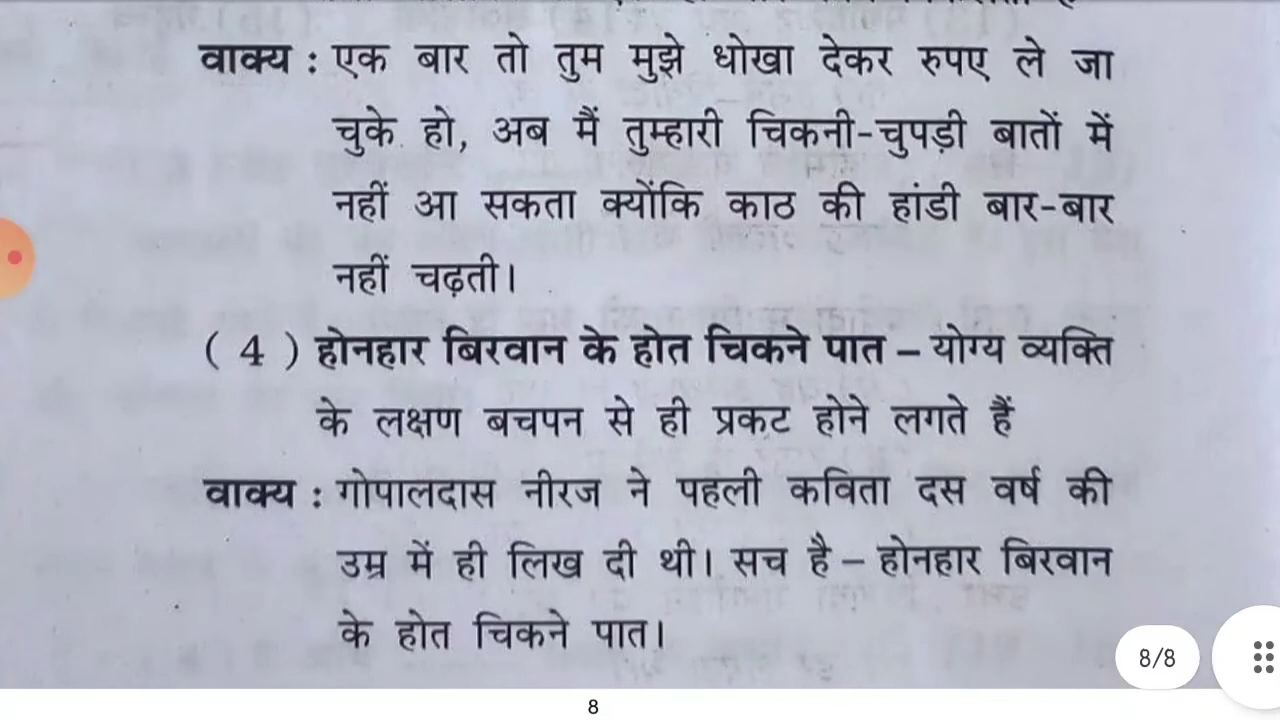 वाक्य : एक बार तो तुम मुझे धोखा देकर रुपए ले जा
चुके हो, अब मैं तुम्हारी चिकनी-चुपड़ी बातों में
नहीं आ सकता क्योंकि काठ की हांडी बार-बार
नहीं चढ़ती।
( 4 ) होनहार बिरवान के होत चिकने पात – योग्य व्यक्ति
के लक्षण बचपन से ही प्रकट होने लगते हैं
वाक्य : गोपालदास नीरज ने पहली कविता दस वर्ष की
उम्र में ही लिख दी थी। सच है – होनहार बिरवान
के होत चिकने पात।
8/8
8